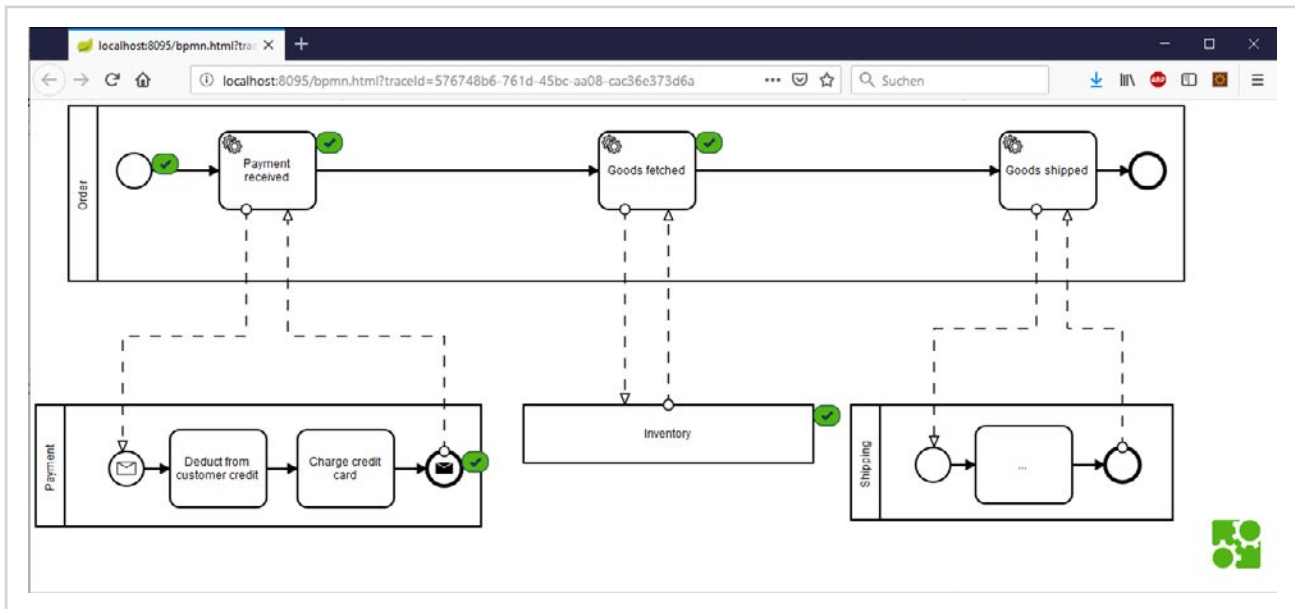 localhost:8095/bpmn.html?trac
localhost:8095/bpmn.html?traceId=576748b6-761d-45bc-aa08-cac36e373d6a
Suchen
ABP
Order
Payment
received
Goods fetched
Goods shipped
Payment
Deduct from
customer credit
Charge credit
card
Inventory
Shipping
...